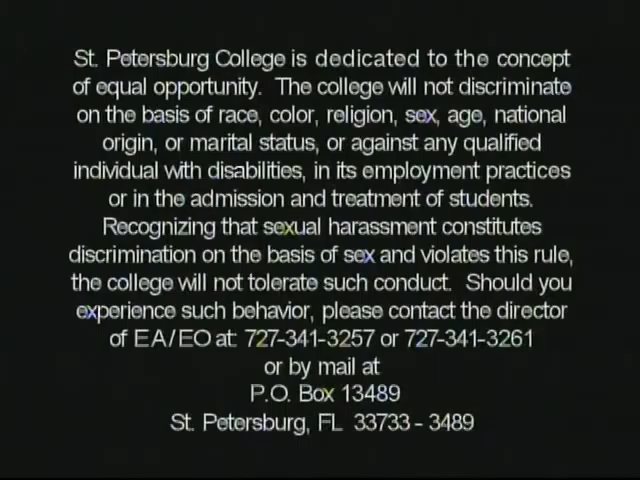 St. Petersburg College is dedicated to the concept
of equal opportunity.  The college will not discriminate
on the basis of race, color, religion, sex, age, national
origin, or marital status, or against any qualified
individual with disabilities, in its employment practices
or in the admission and treatment of students.
Recognizing that sexual harassment constitutes
discrimination on the basis of sex and violates this rule,
the college will not tolerate such conduct.  Should you
experience such behavior, please contact the director
of EA/EO at: 727-341-3257 or 727-341-3261
or by mail at
P.O. Box 13489
St. Petersburg, FL  33733 - 3489